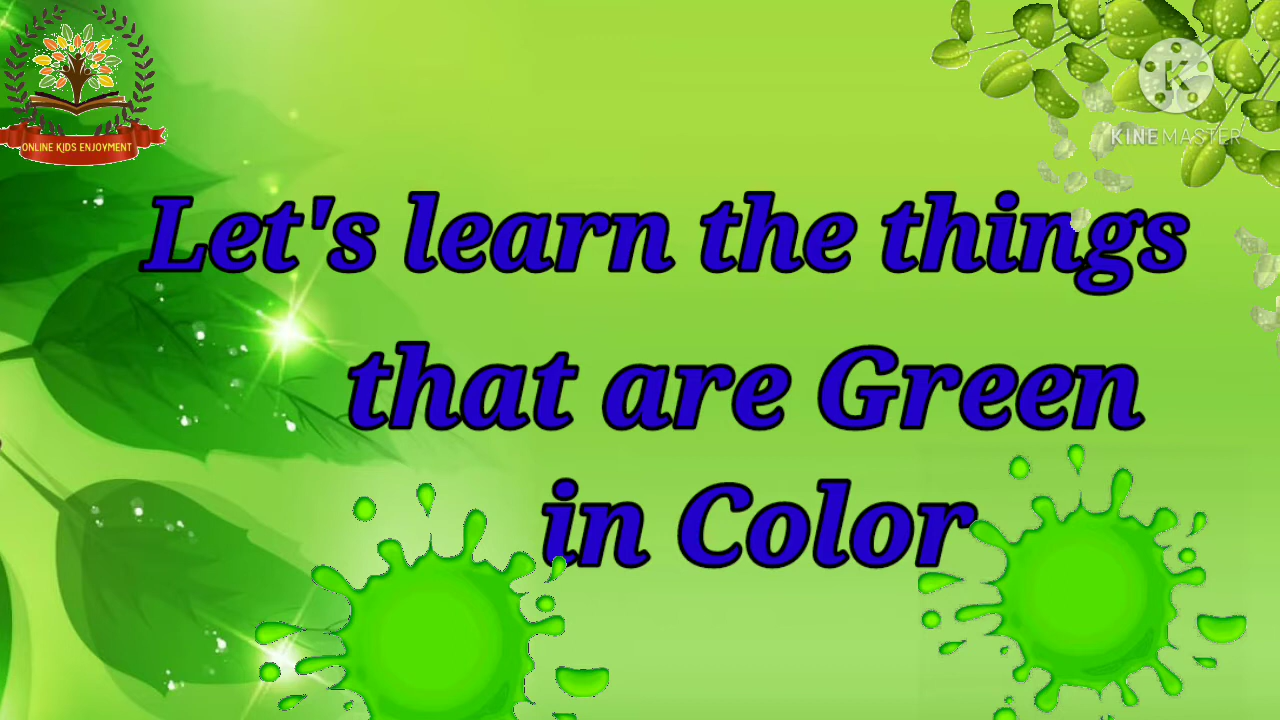 ONLINE KIDS ENJOYMENT
K
KINEMASTER
Let's learn the things
that are Green
in Color